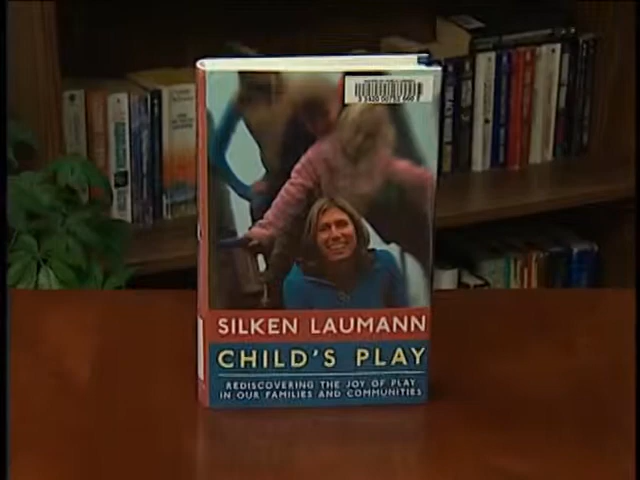 SILKEN LAUMANN
CHILD'S PLAY
REDISCOVERING THE JOY OF PLAY
IN OUR FAMILIES AND COMMUNITIES